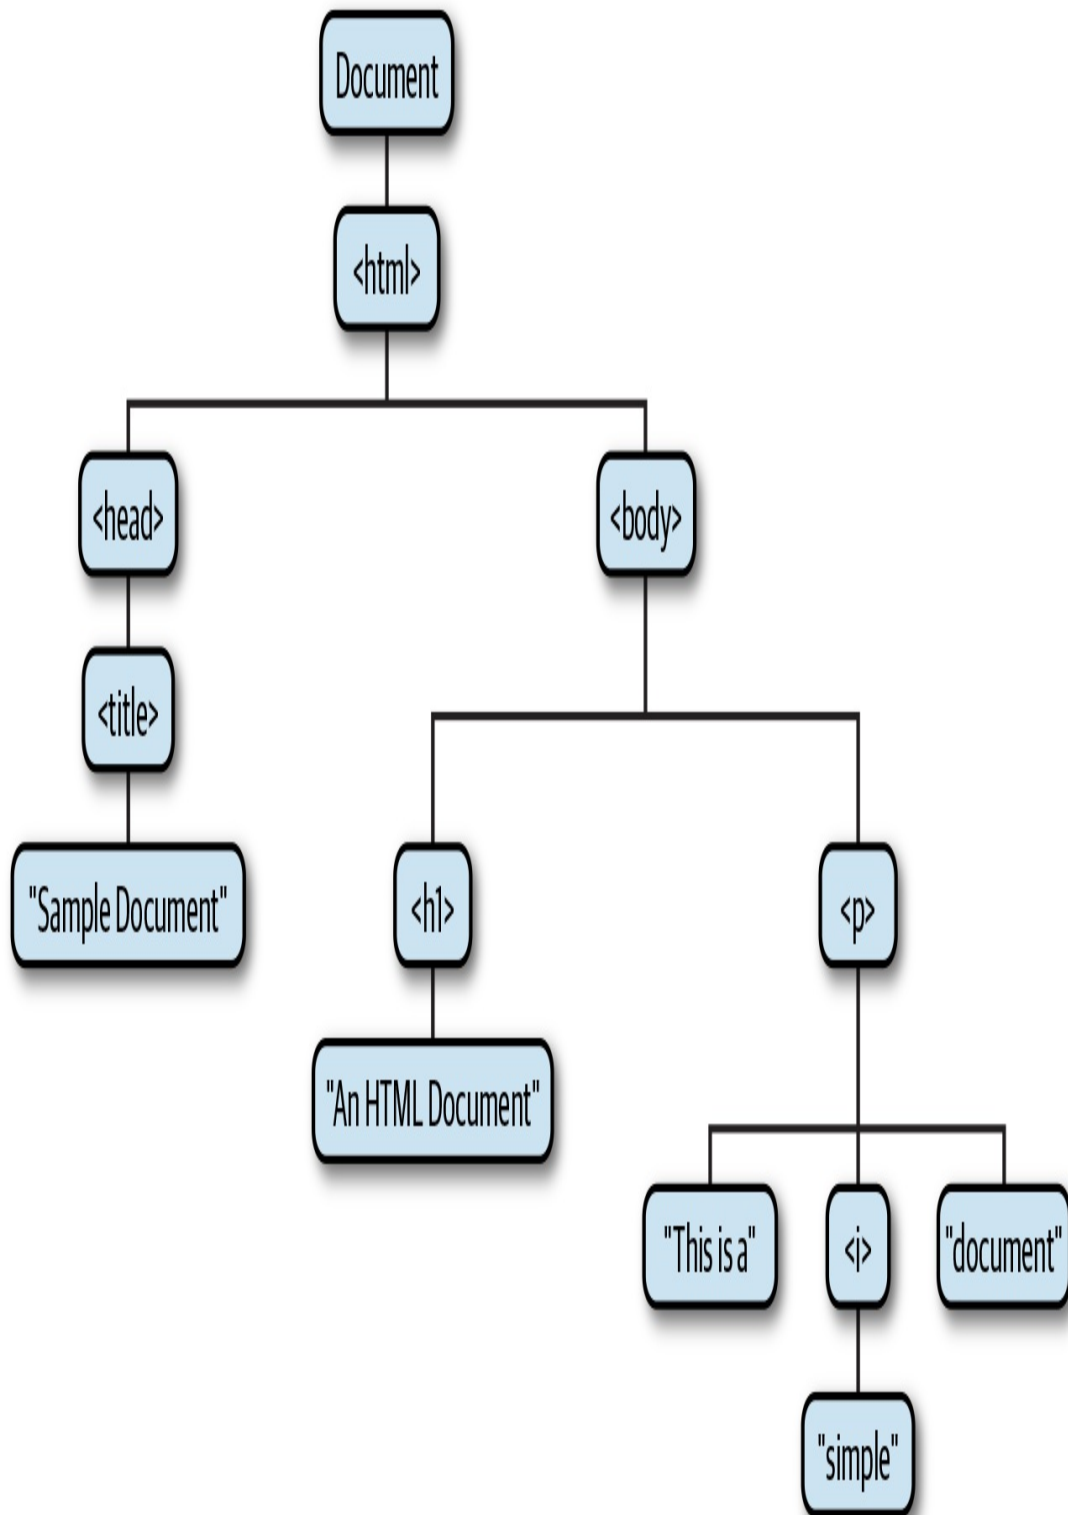 Document
<html>
<head>
<body>
<title>
"Sample Document"
<h1>
<p>
"An HTML Document"
"This is a"
<i>
"document"
"simple"